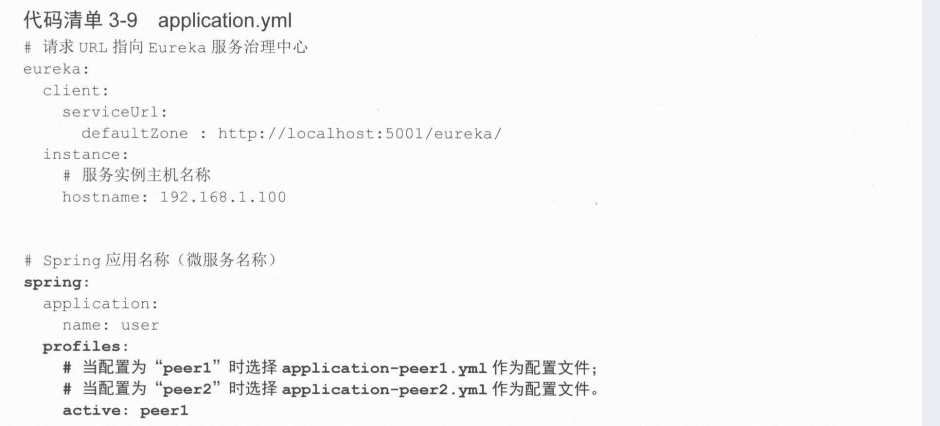 代码清单 3-9 application.yml
# 请求 URL 指向 Eureka 服务治理中心
eureka:
  client:
    serviceUrl:
      defaultZone : http://localhost:5001/eureka/
  instance:
    # 服务实例主机名称
    hostname: 192.168.1.100
# Spring 应用名称（微服务名称）
spring:
  application:
    name: user
  profiles:
    # 当配置为“peer1”时选择 application-peer1.yml 作为配置文件；
    # 当配置为“peer2”时选择 application-peer2.yml 作为配置文件。
    active: peer1